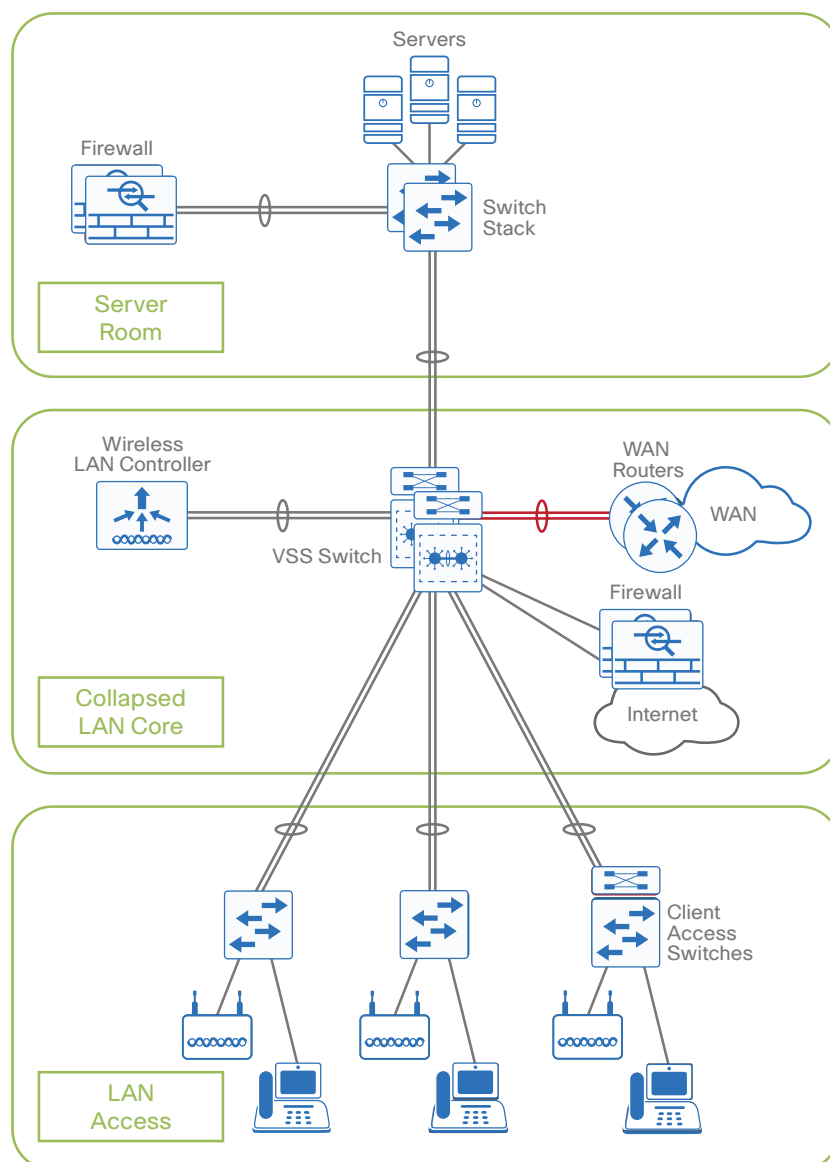 Servers
Firewall
Switch
Stack
Server
Room
Wireless
LAN Controller
WAN
Routers
WAN
VSS Switch
Firewall
Internet
Collapsed
LAN Core
Client
Access
Switches
LAN
Access